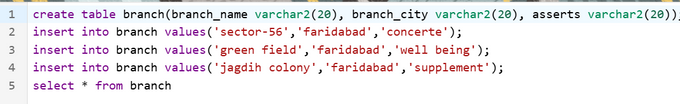 1 create table branch(branch_name varchar2(20), branch_city varchar2(20), asserts varchar2(20));
2 insert into branch values('sector-56','faridabad','concerte');
3 insert into branch values('green field','faridabad','well being');
4 insert into branch values('jagdih colony','faridabad','supplement');
5 select * from branch